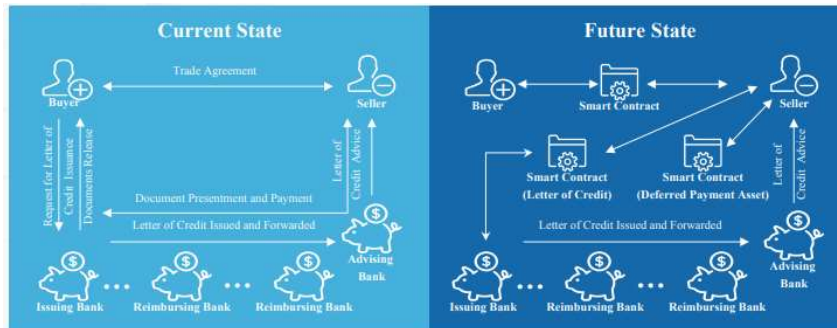 Current State
Trade Agreement
Buyer
Seller
Request for Letter of
Credit Issuance
Documents Release
Letter of
Credit Advice
Document Presentment and Payment
Letter of Credit Issued and Forwarded
Advising
Bank
Issuing Bank
Reimbursing Bank
Reimbursing Bank
Future State
Buyer
Smart Contract
Seller
Smart Contract
(Letter of Credit)
Smart Contract
(Deferred Payment Asset)
Letter of
Credit Advice
Letter of Credit Issued and Forwarded
Advising
Bank
Issuing Bank
Reimbursing Bank
Reimbursing Bank